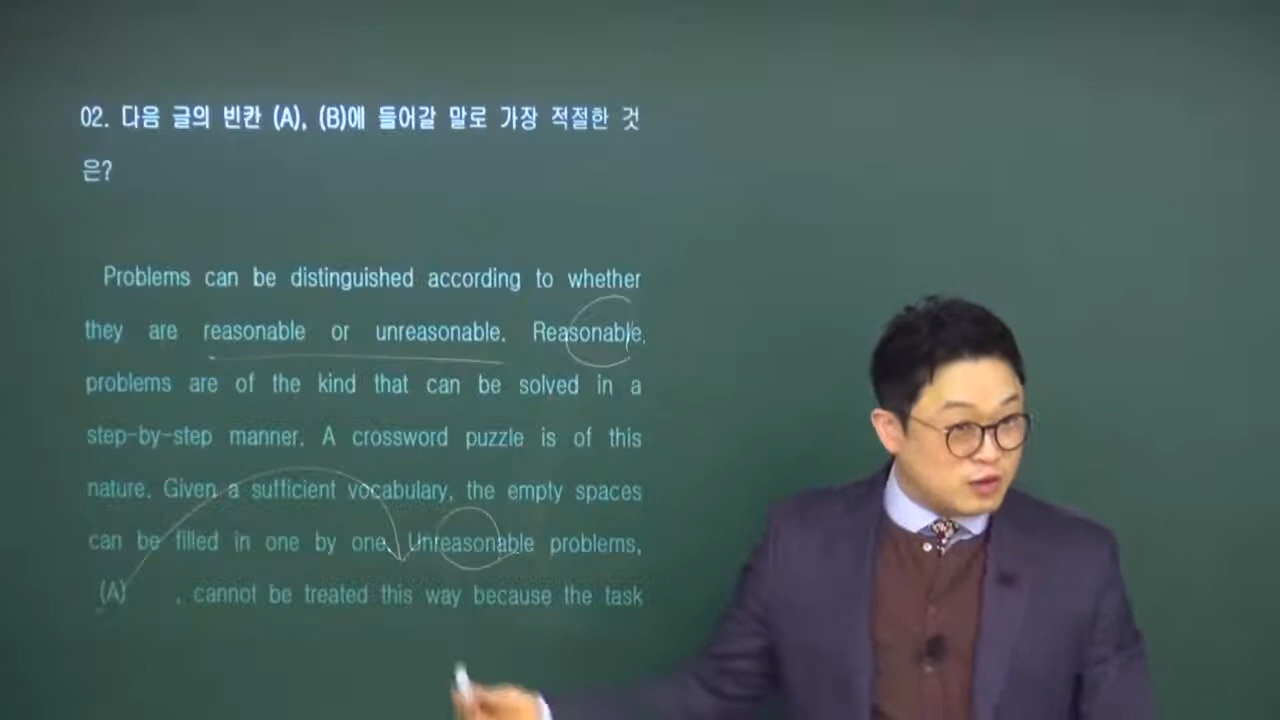 02. 다음 글의 빈칸 (A), (B)에 들어갈 말로 가장 적절한 것
은?
Problems can be distinguished according to whether
they are reasonable or unreasonable. Reasonable
problems are of the kind that can be solved in a
step-by-step manner. A crossword puzzle is of this
nature. Given a sufficient vocabulary, the empty spaces
can be filled in one by one. Unreasonable problems,
(A) , cannot be treated this way because the task